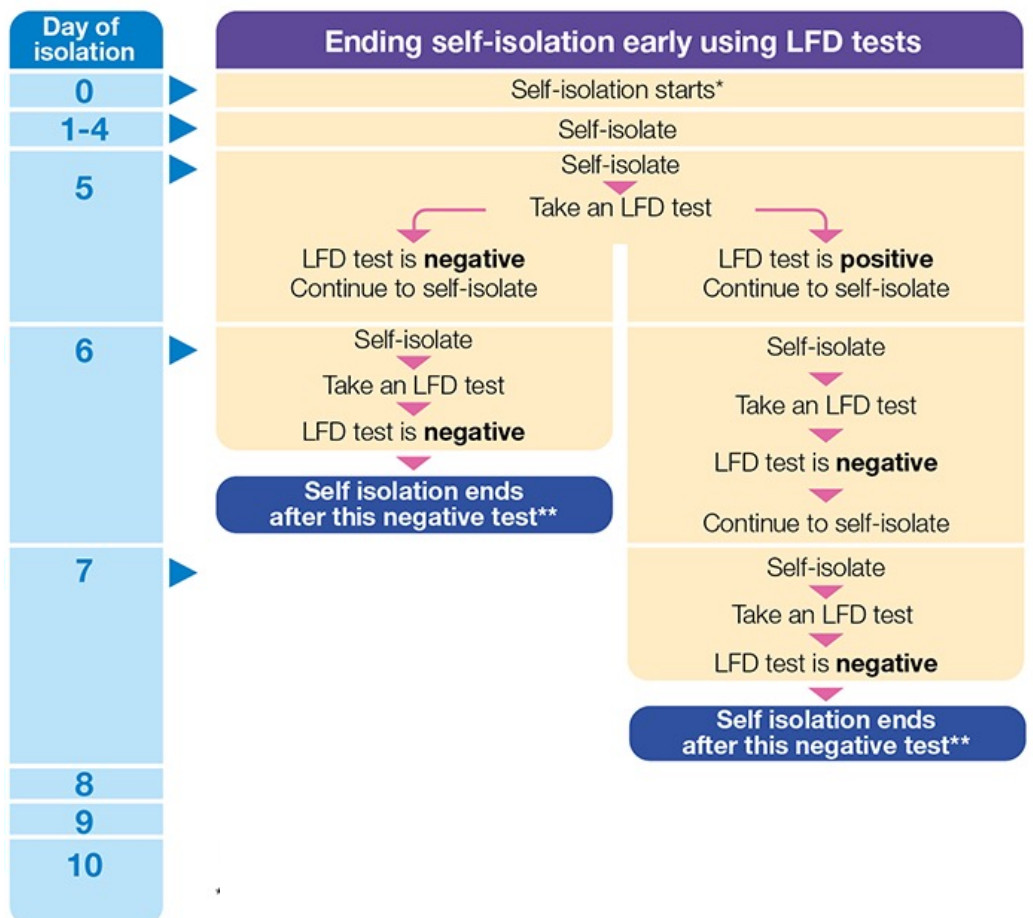 Day of
isolation
Ending self-isolation early using LFD tests
0
Self-isolation starts*
1-4
Self-isolate
5
Self-isolate
Take an LFD test
LFD test is negative
Continue to self-isolate
LFD test is positive
Continue to self-isolate
6
Self-isolate
Take an LFD test
LFD test is negative
Self isolation ends
after this negative test**
Self-isolate
Take an LFD test
LFD test is negative
Continue to self-isolate
7
Self-isolate
Take an LFD test
LFD test is negative
Self isolation ends
after this negative test**
8
9
10
*